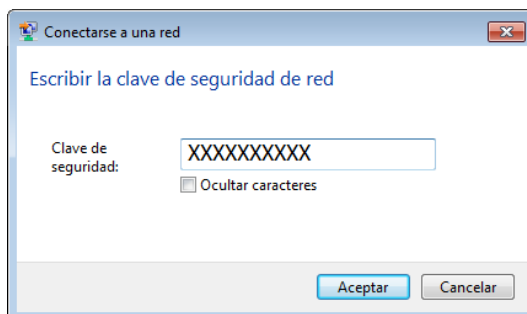 Conectarse a una red
Escribir la clave de seguridad de red
Clave de
seguridad:
XXXXXXXXXX
Ocultar caracteres
Aceptar
Cancelar